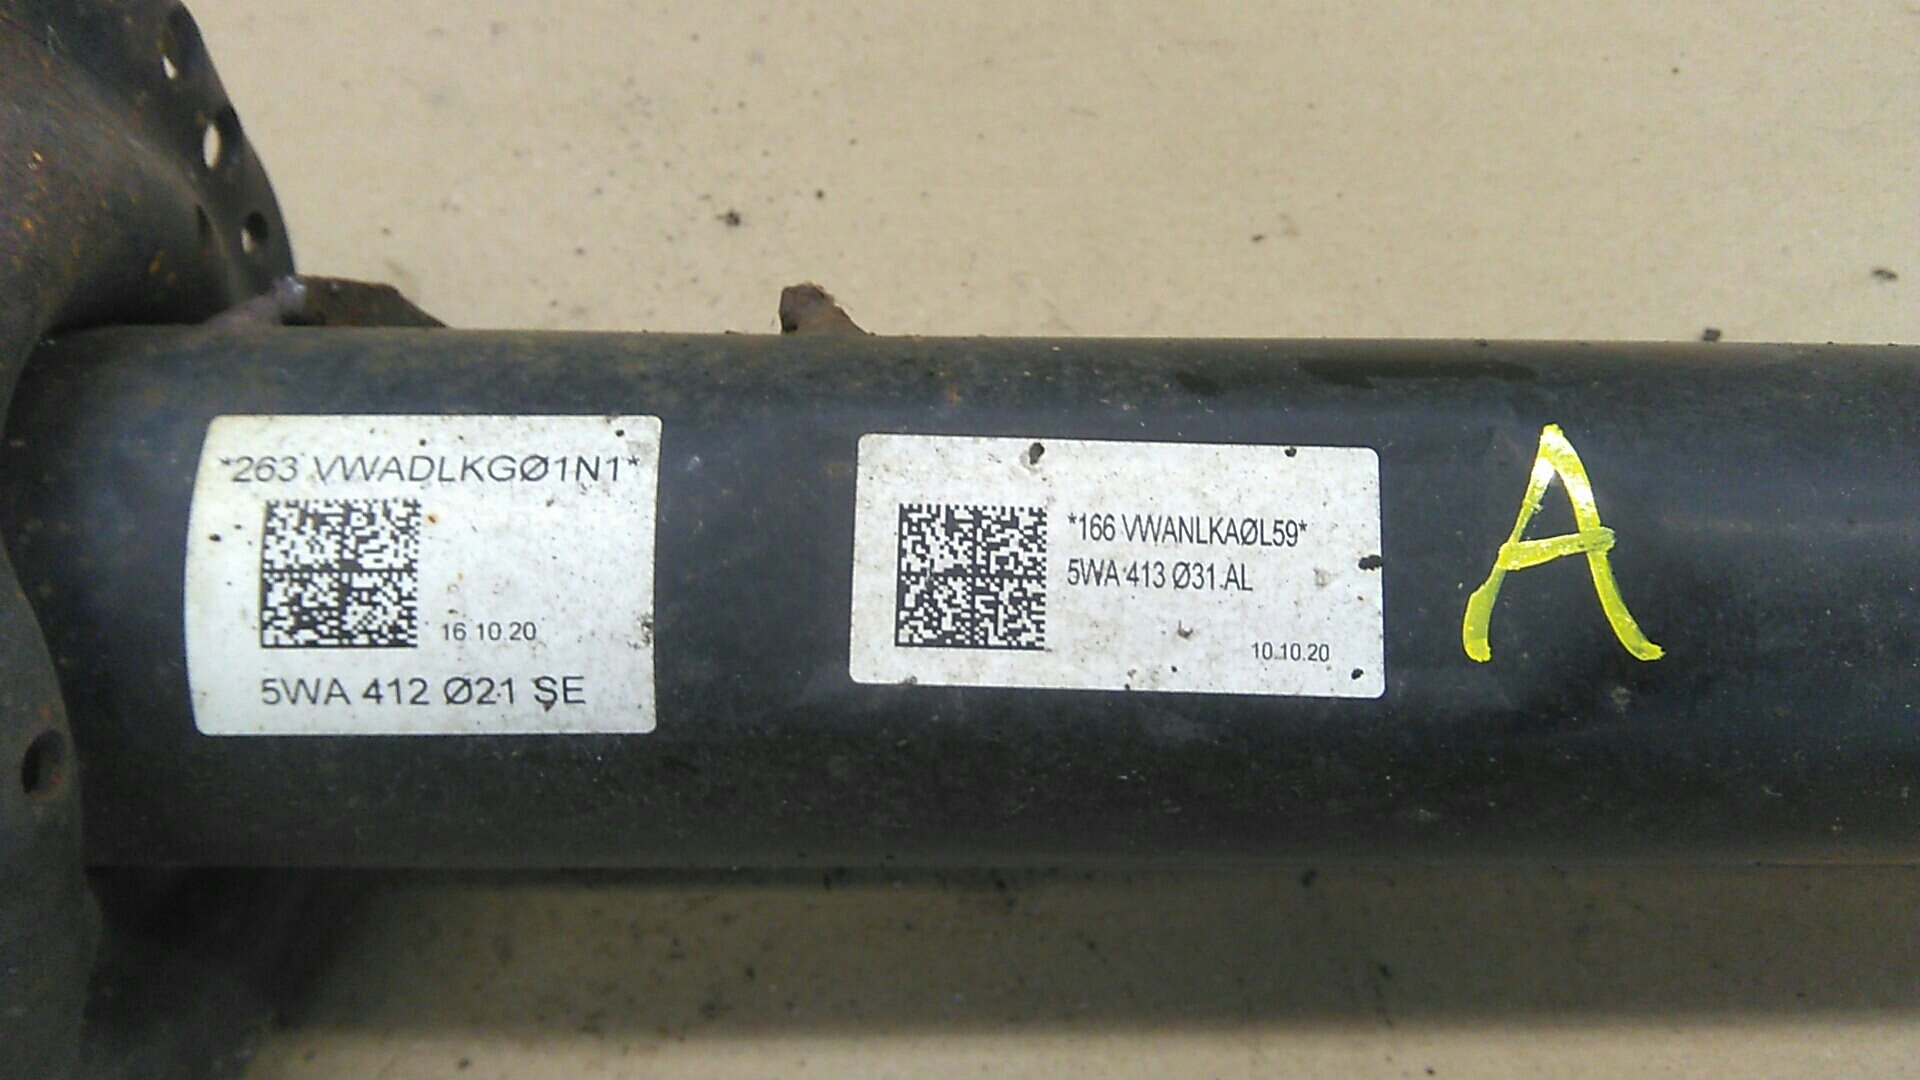 *263 VWADLKGØ1N1*
16 10.20
5WA 412 Ø21 SE
*166 VWANLKAØL59*
5WA 413 Ø31 AL
10.10.20
A